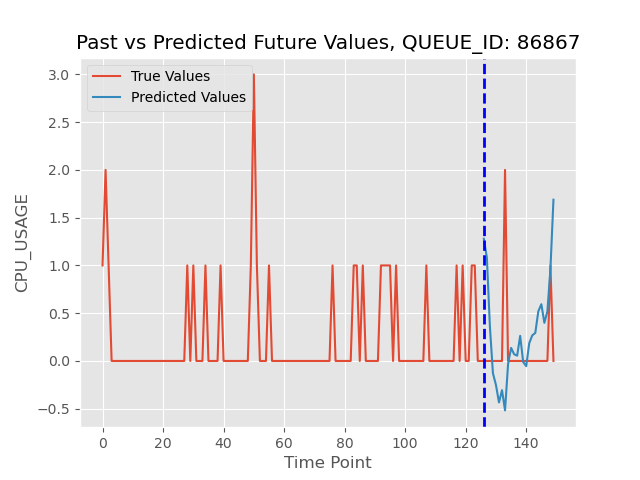 Past vs Predicted Future Values, QUEUE_ID: 86867
True Values
Predicted Values
3.0
2.5
2.0
1.5
1.0
0.5
0.0
−0.5
CPU_USAGE
0 20 40 60 80 100 120 140
Time Point